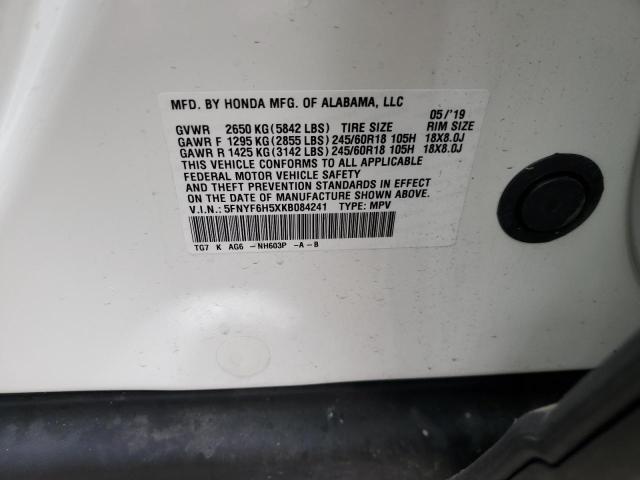 MFD. BY HONDA MFG. OF ALABAMA, LLC
05/'19
GVWR 2650 KG(5842 LBS) TIRE SIZE RIM SIZE
GAWR F 1295 KG(2855 LBS) 245/60R18 105H 18X8.0J
GAWR R 1425 KG(3142 LBS) 245/60R18 105H 18X8.0J
THIS VEHICLE CONFORMS TO ALL APPLICABLE
FEDERAL MOTOR VEHICLE SAFETY
AND THEFT PREVENTION STANDARDS IN EFFECT
ON THE DATE OF MANUFACTURE SHOWN ABOVE.
V.I.N.: 5FNYF6H5XKB084241 TYPE: MPV
TG7 K AG6 -NH603P -A-B